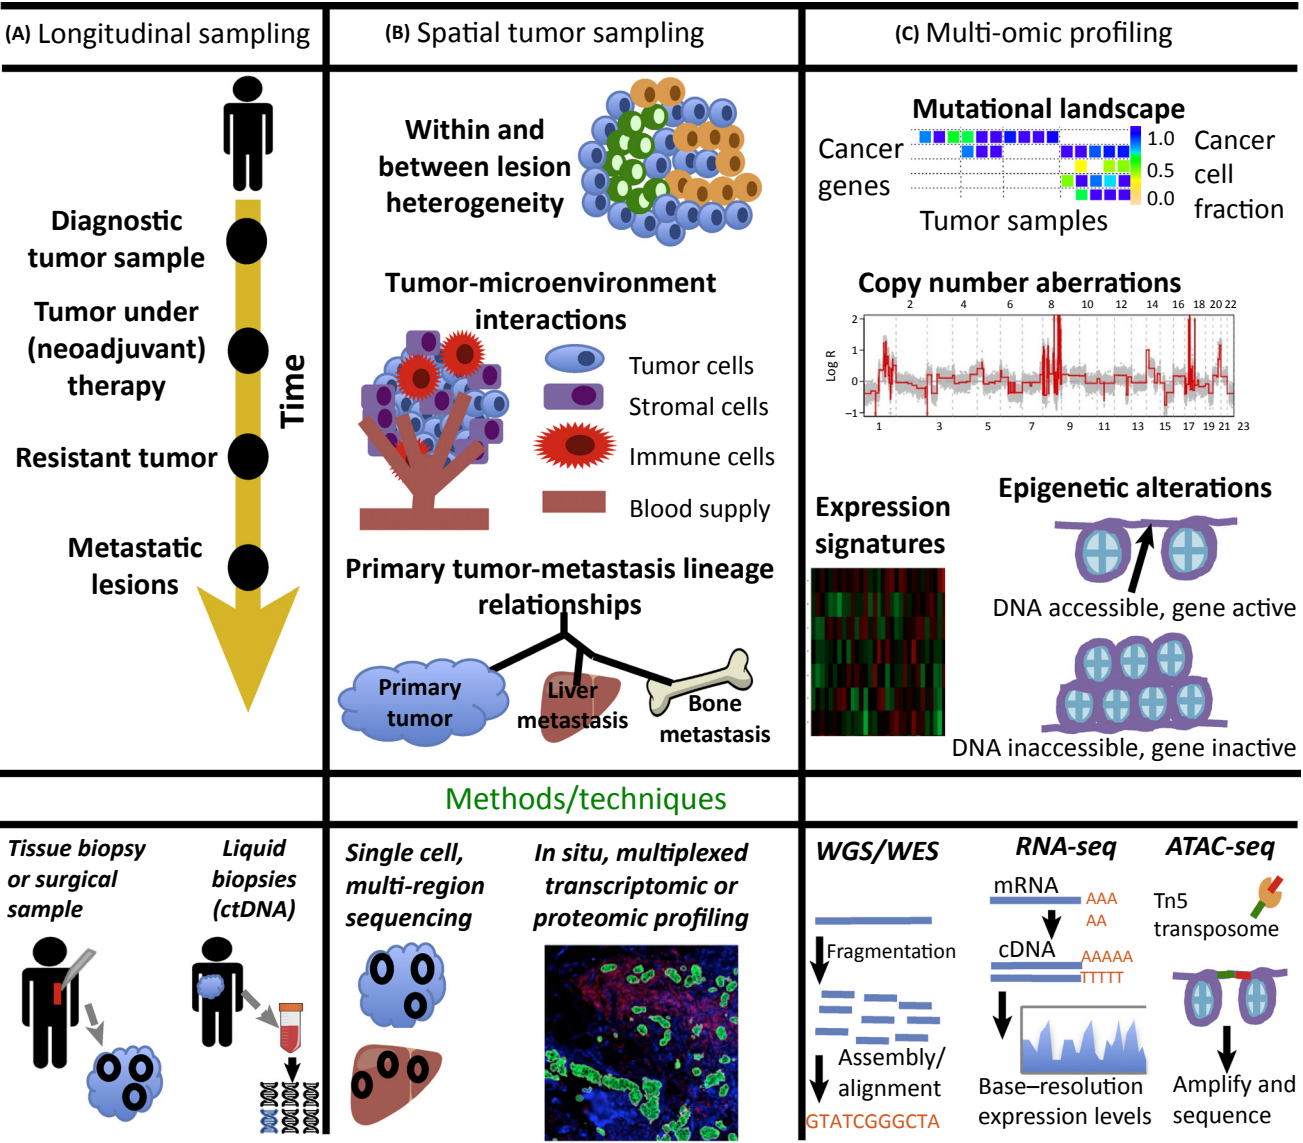 (A) Longitudinal sampling
Diagnostic
tumor sample
Tumor under
(neoadjuvant)
therapy
Resistant tumor
Metastatic
lesions
Time
(B) Spatial tumor sampling
Within and
between lesion
heterogeneity
Tumor-microenvironment
interactions
Tumor cells
Stromal cells
Immune cells
Blood supply
Primary tumor-metastasis lineage
relationships
Primary
tumor
Liver
metastasis
Bone
metastasis
(C) Multi-omic profiling
Mutational landscape
Cancer
genes
Tumor samples
1.0
0.5
0.0
Cancer
cell
fraction
Copy number aberrations
2 4 6 8 10 12 14 16 18 20 22
Log R
2
1
0
−1
1 3 5 7 9 11 13 15 17 19 21 23
Expression
signatures
Epigenetic alterations
DNA accessible, gene active
DNA inaccessible, gene inactive
Methods/techniques
Tissue biopsy
or surgical
sample
Liquid
biopsies
(ctDNA)
Single cell,
multi-region
sequencing
In situ, multiplexed
transcriptomic or
proteomic profiling
WGS/WES
Fragmentation
Assembly/
alignment
GTATCGGGCTA
RNA-seq
mRNA
AAA
AA
cDNA
AAAAA
TTTTT
Base–resolution
expression levels
ATAC-seq
Tn5
transposome
Amplify and
sequence